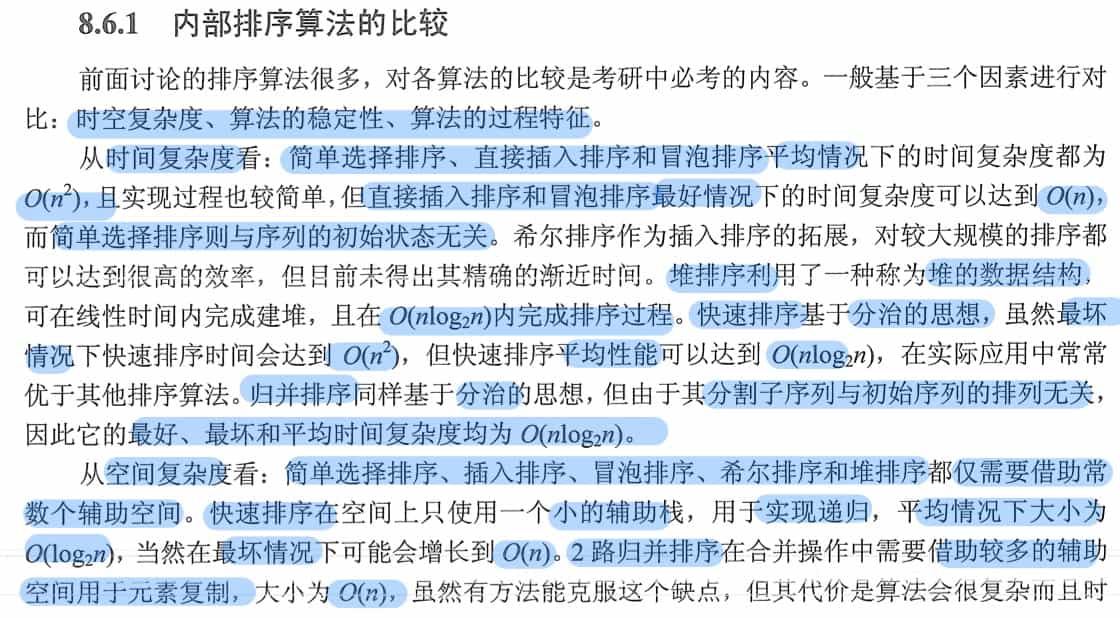 8.6.1 内部排序算法的比较
前面讨论的排序算法很多，对各算法的比较是考研中必考的内容。一般基于三个因素进行对
比：时空复杂度、算法的稳定性、算法的过程特征。
从时间复杂度看：简单选择排序、直接插入排序和冒泡排序平均情况下的时间复杂度都为
O(n²)，且实现过程也较简单，但直接插入排序和冒泡排序最好情况下的时间复杂度可以达到 O(n)，
而简单选择排序则与序列的初始状态无关。希尔排序作为插入排序的拓展，对较大规模的排序都
可以达到很高的效率，但目前未得出其精确的渐近时间。堆排序利用了一种称为堆的数据结构，
可在线性时间内完成建堆，且在 O(nlog₂n)内完成排序过程。快速排序基于分治的思想，虽然最坏
情况下快速排序时间会达到 O(n²)，但快速排序平均性能可以达到 O(nlog₂n)，在实际应用中常常
优于其他排序算法。归并排序同样基于分治的思想，但由于其分割子序列与初始序列的排列无关，
因此它的最好、最坏和平均时间复杂度均为 O(nlog₂n)。
从空间复杂度看：简单选择排序、插入排序、冒泡排序、希尔排序和堆排序都仅需要借助常
数个辅助空间。快速排序在空间上只使用一个小的辅助栈，用于实现递归，平均情况下大小为
O(log₂n)，当然在最坏情况下可能会增长到 O(n)。2 路归并排序在合并操作中需要借助较多的辅助
空间用于元素复制，大小为 O(n)，虽然有方法能克服这个缺点，但其代价是算法会很复杂而且时